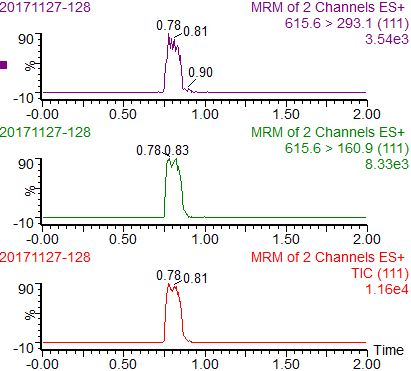 20171127-128 MRM of 2 Channels ES+
0.78 0.81 615.6 > 293.1 (111)
3.54e3
90
%
0.90
-10
-0.00 0.50 1.00 1.50 2.00
20171127-128 MRM of 2 Channels ES+
0.78 0.83 615.6 > 160.9 (111)
8.33e3
90
%
-10
-0.00 0.50 1.00 1.50 2.00
20171127-128 MRM of 2 Channels ES+
0.78 0.81 TIC (111)
1.16e4
90
%
-10 Time
-0.00 0.50 1.00 1.50 2.00